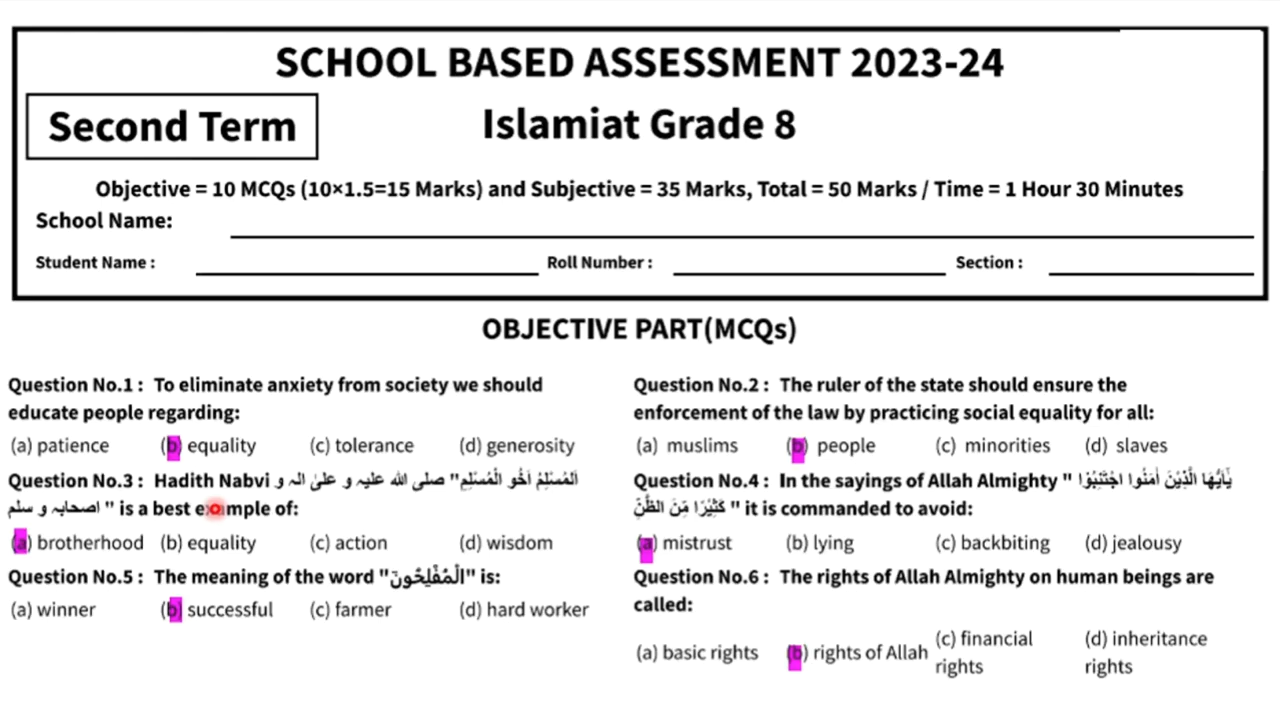 SCHOOL BASED ASSESSMENT 2023-24
Second Term
Islamiat Grade 8
Objective = 10 MCQs (10×1.5=15 Marks) and Subjective = 35 Marks, Total = 50 Marks / Time = 1 Hour 30 Minutes
School Name:
Student Name : Roll Number : Section :
OBJECTIVE PART(MCQs)
Question No.1 : To eliminate anxiety from society we should
educate people regarding:
(a) patience (b) equality (c) tolerance (d) generosity
Question No.2 : The ruler of the state should ensure the
enforcement of the law by practicing social equality for all:
(a) muslims (b) people (c) minorities (d) slaves
Question No.3 : Hadith Nabvi صلی الله علیہ و علیٰ الہ و "اَلمُسْلِمُ اَخُو الْمُسْلِمِ
اصحابہ و سلم " is a best example of:
(a) brotherhood (b) equality (c) action (d) wisdom
Question No.4 : In the sayings of Allah Almighty " يٰۤاَيُّهَا الَّذِيْنَ اٰمَنُوا اجْتَنِبُوْا
كَثِيْرًا مِّنَ الظَّنِّ " it is commanded to avoid:
(a) mistrust (b) lying (c) backbiting (d) jealousy
Question No.5 : The meaning of the word "الْمُفْلِحُونَ" is:
(a) winner (b) successful (c) farmer (d) hard worker
Question No.6 : The rights of Allah Almighty on human beings are
called:
(a) basic rights (b) rights of Allah (c) financial rights (d) inheritance rights